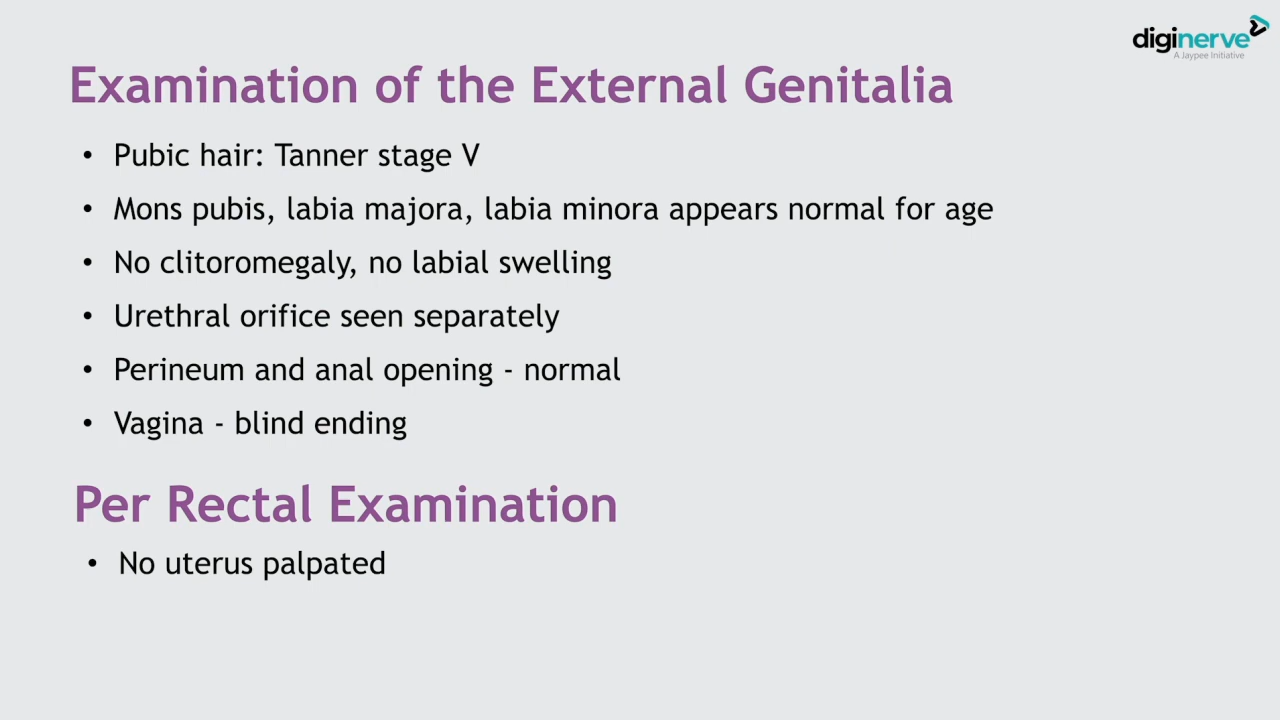 diginerve
A Jaypee Initiative
Examination of the External Genitalia
• Pubic hair: Tanner stage V
• Mons pubis, labia majora, labia minora appears normal for age
• No clitoromegaly, no labial swelling
• Urethral orifice seen separately
• Perineum and anal opening - normal
• Vagina - blind ending
Per Rectal Examination
• No uterus palpated